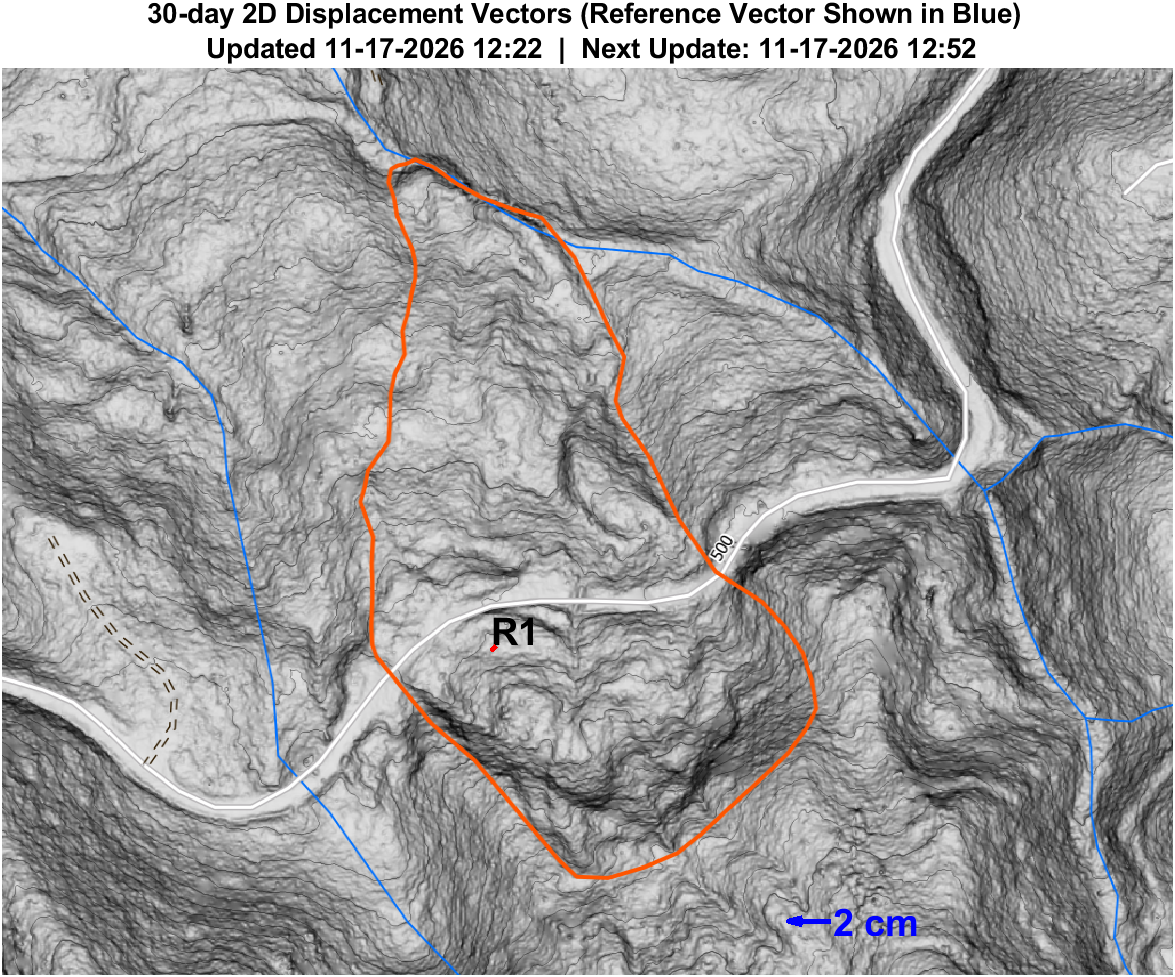 30-day 2D Displacement Vectors (Reference Vector Shown in Blue)
Updated 11-17-2026 12:22 | Next Update: 11-17-2026 12:52
500
R1
2 cm